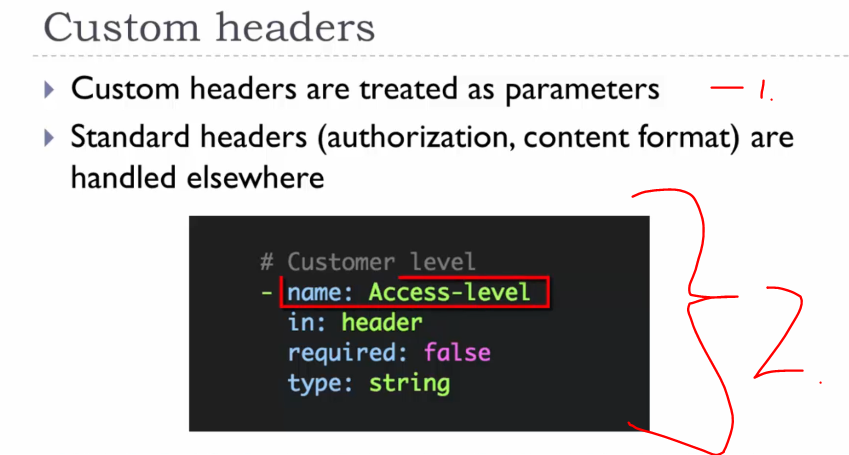 Custom headers
Custom headers are treated as parameters — 1.
Standard headers (authorization, content format) are
handled elsewhere
# Customer level
- name: Access-level
in: header
required: false
type: string
2.